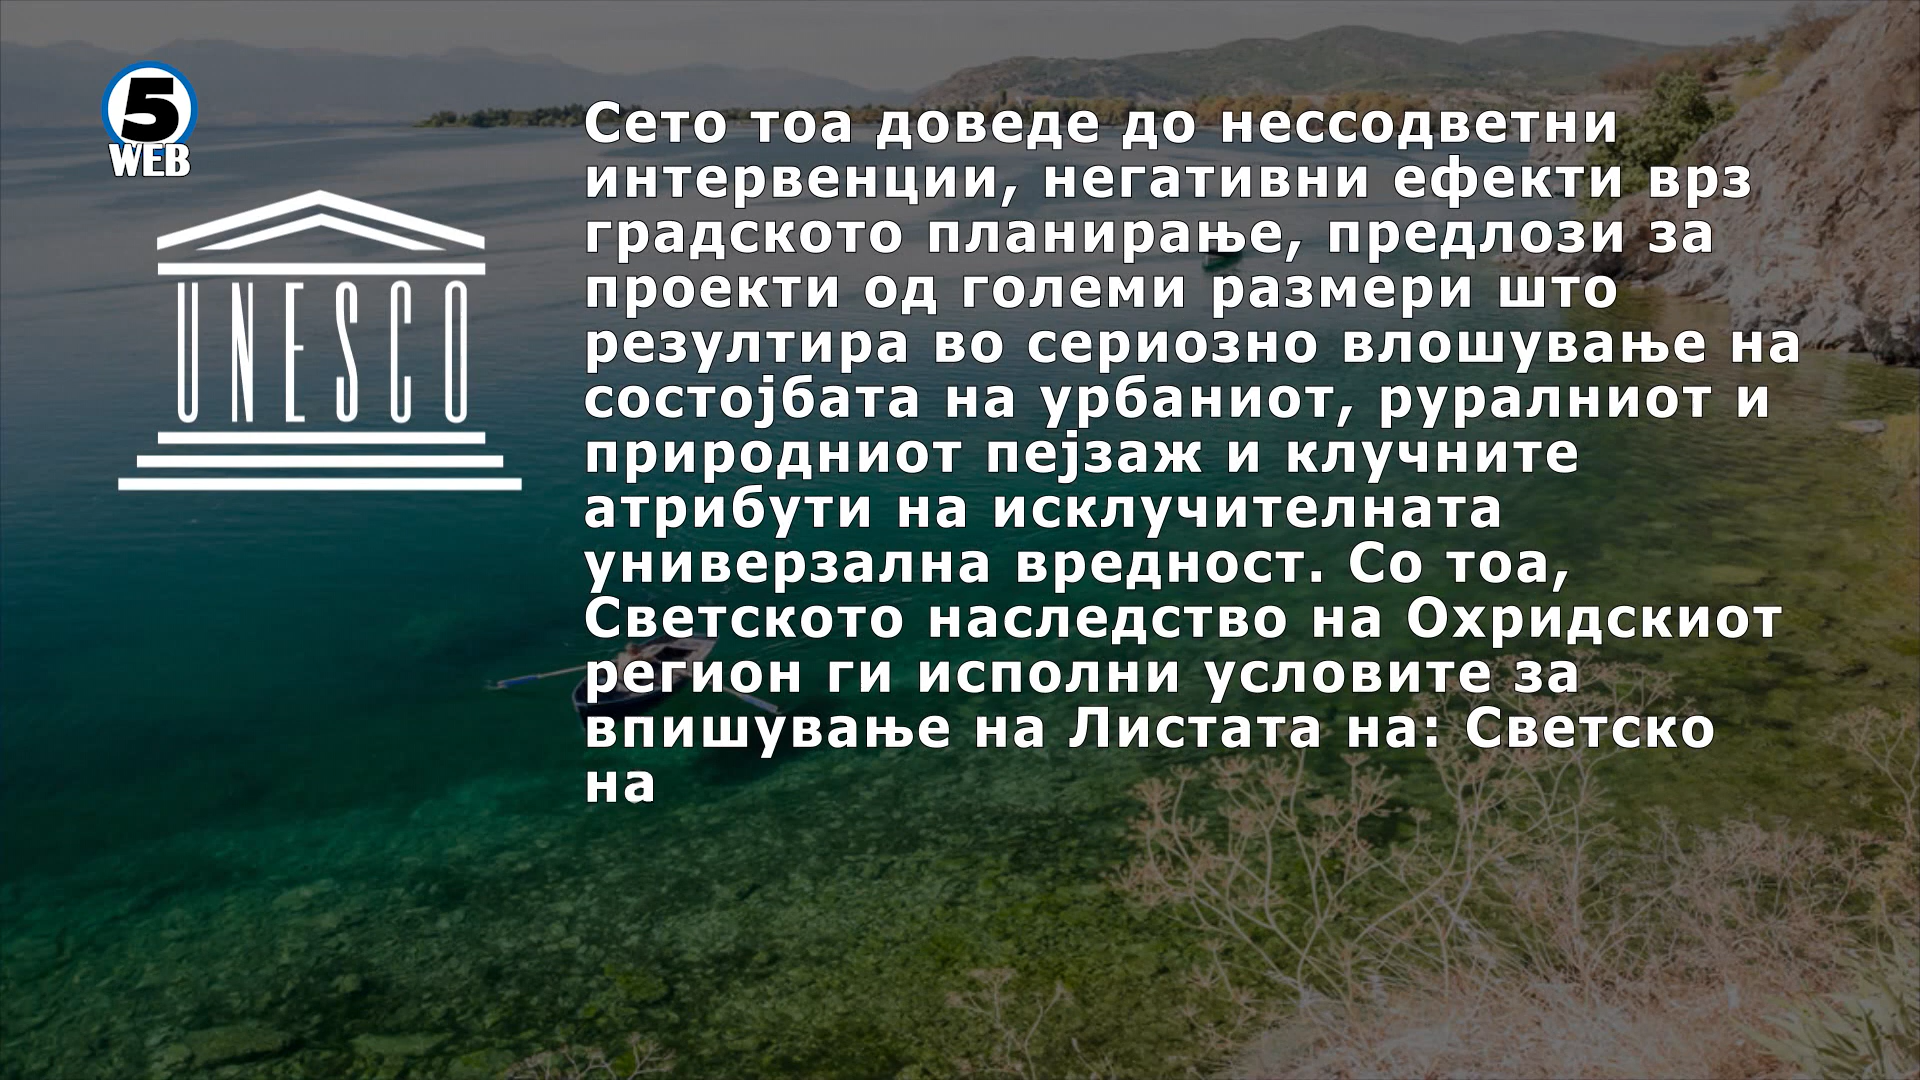 5
WEB
UNESCO
Сето тоа доведе до нессодветни
интервенции, негативни ефекти врз
градското планирање, предлози за
проекти од големи размери што
резултира во сериозно влошување на
состојбата на урбаниот, руралниот и
природниот пејзаж и клучните
атрибути на исклучителната
универзална вредност. Со тоа,
Светското наследство на Охридскиот
регион ги исполни условите за
впишување на Листата на: Светско
на